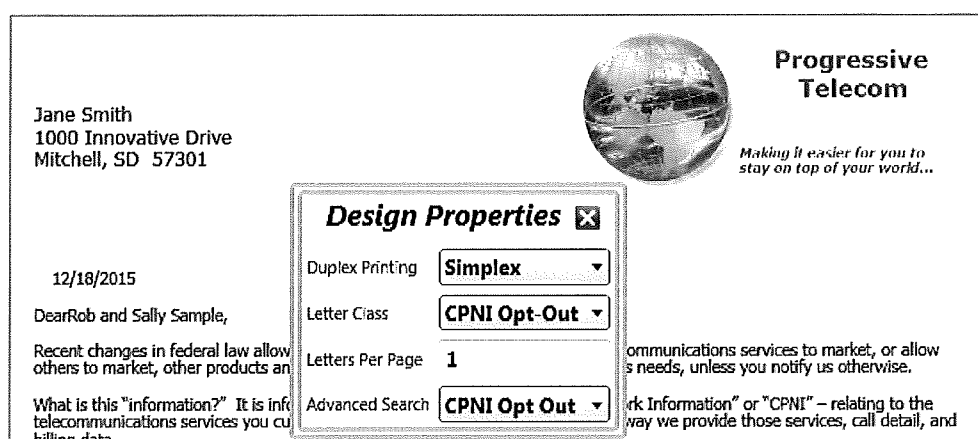 Progressive
Telecom
Jane Smith
1000 Innovative Drive
Mitchell, SD 57301
Making it easier for you to
stay on top of your world...
Design Properties
Duplex Printing Simplex
12/18/2015
Letter Class CPNI Opt-Out
DearRob and Sally Sample,
Letters Per Page 1
Recent changes in federal law allow ommunications services to market, or allow
others to market, other products an s needs, unless you notify us otherwise.
Advanced Search CPNI Opt Out
What is this "information?" It is info rk Information" or "CPNI" – relating to the
telecommunications services you cu way we provide those services, call detail, and
billing data